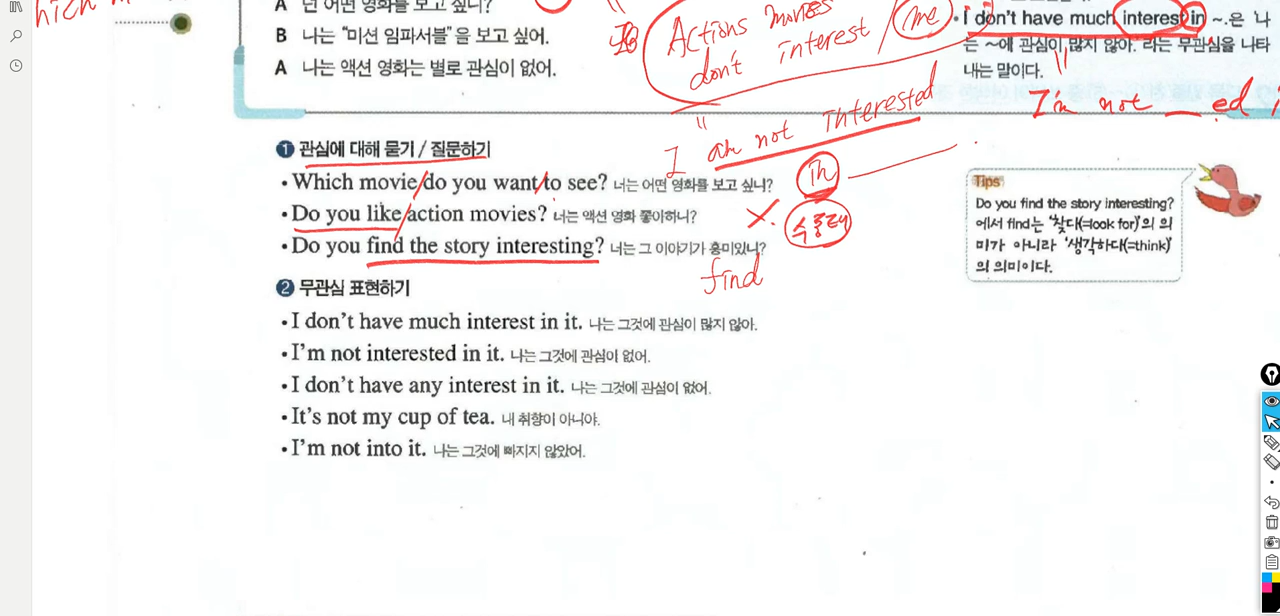 A 넌 어떤 영화를 보고 싶니?
B 나는 "미션 임파서블"을 보고 싶어.
A 나는 액션 영화는 별로 관심이 없어.
Actions movies
don't interest / me
• I don't have much interest in ~.은 '나
는 ~에 관심이 많지 않아.' 라는 무관심을 나타
내는 말이다.
I'm not __ ed
"
I am not interested in
수동태
1 관심에 대해 묻기 / 질문하기
• Which movie/do you want/to see? 너는 어떤 영화를 보고 싶니?
• Do you like/action movies? 너는 액션 영화 좋아하니?
• Do you find the story interesting? 너는 그 이야기가 흥미있니?
find
Tips
Do you find the story interesting?
에서 find는 '찾다(=look for)'의 의
미가 아니라 '생각하다(=think)'
의 의미이다.
2 무관심 표현하기
• I don't have much interest in it. 나는 그것에 관심이 많지 않아.
• I'm not interested in it. 나는 그것에 관심이 없어.
• I don't have any interest in it. 나는 그것에 관심이 없어.
• It's not my cup of tea. 내 취향이 아니야.
• I'm not into it. 나는 그것에 빠지지 않았어.